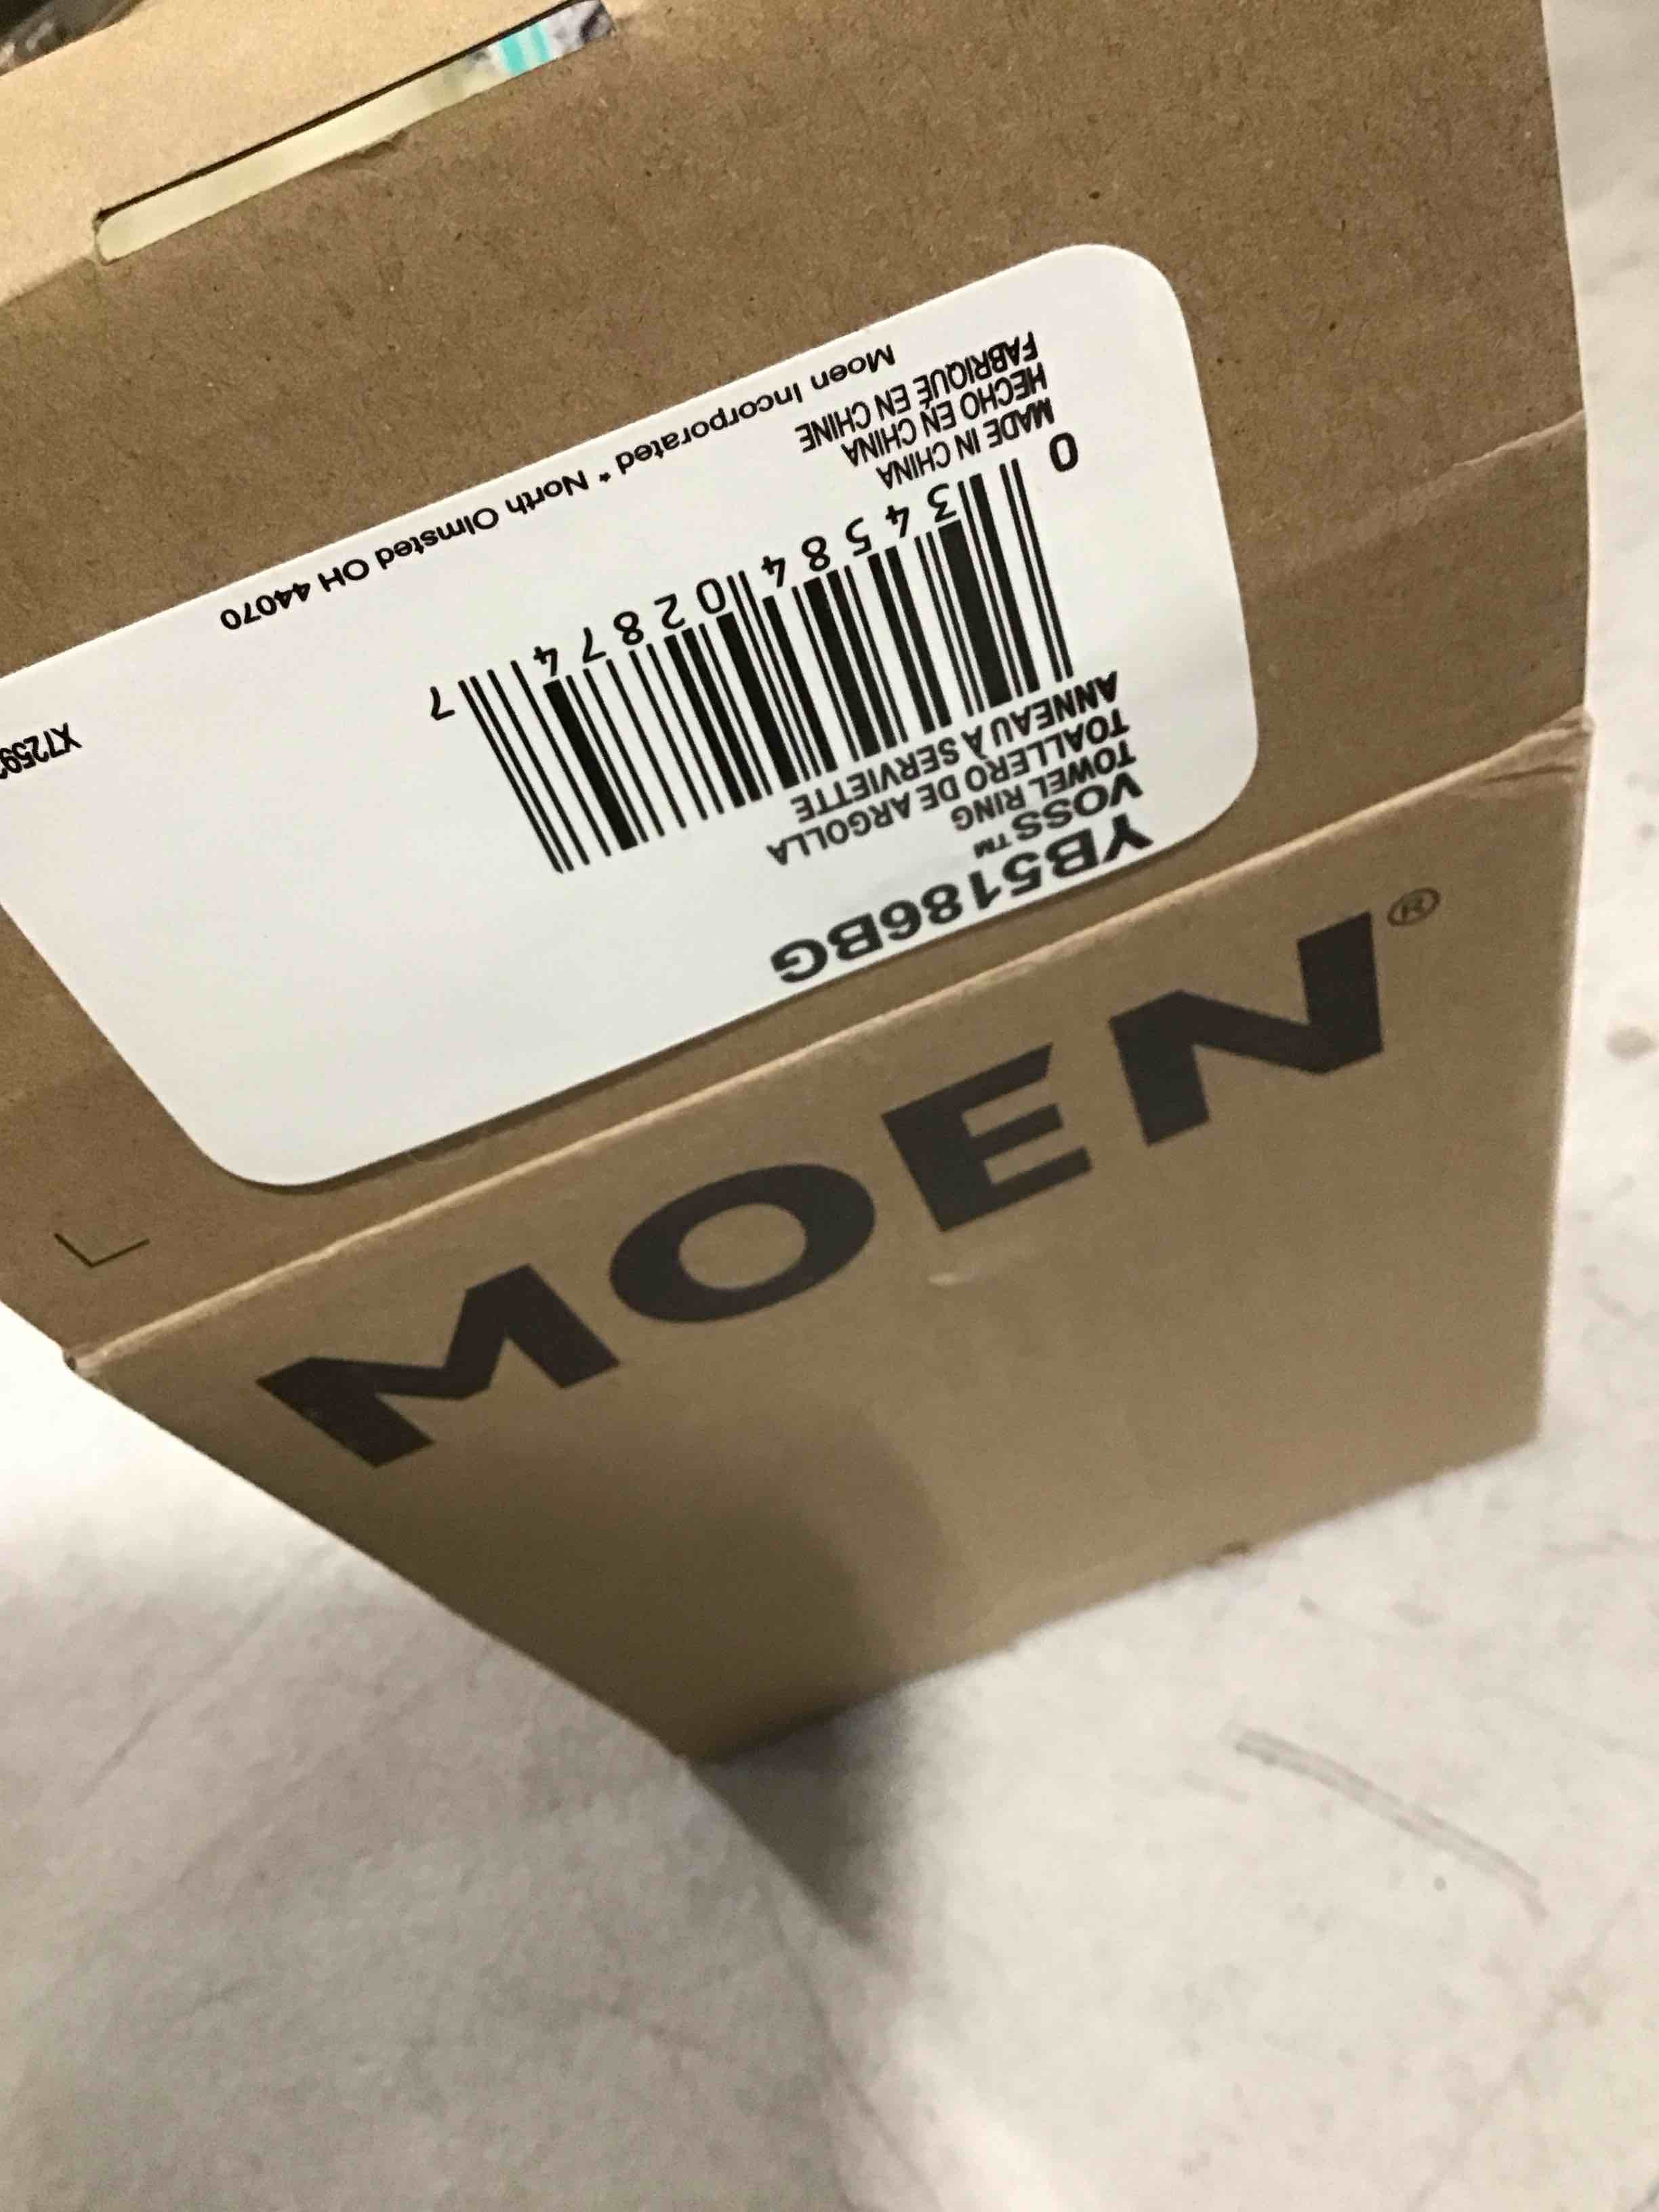 MOEN®
YB5186BG
VOSS™
TOWEL RING
TOALLERO DE ARGOLLA
ANNEAU À SERVIETTE
0 34584 02874 7
MADE IN CHINA
HECHO EN CHINA
FABRIQUÉ EN CHINE
Moen Incorporated * North Olmsted OH 44070